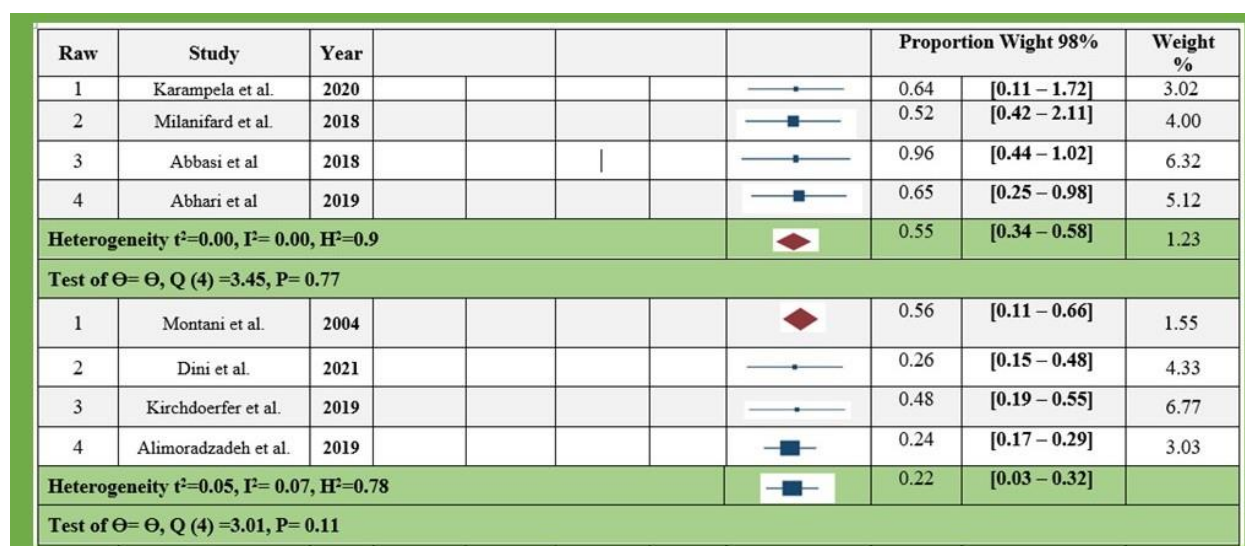 Raw Study Year Proportion Wight 98% Weight %
1 Karampela et al. 2020 0.64 [0.11 – 1.72] 3.02
2 Milanifard et al. 2018 0.52 [0.42 – 2.11] 4.00
3 Abbasi et al 2018 0.96 [0.44 – 1.02] 6.32
4 Abhari et al 2019 0.65 [0.25 – 0.98] 5.12
Heterogeneity t²=0.00, I²= 0.00, H²=0.9 0.55 [0.34 – 0.58] 1.23
Test of Ө= Ө, Q (4) =3.45, P= 0.77
1 Montani et al. 2004 0.56 [0.11 – 0.66] 1.55
2 Dini et al. 2021 0.26 [0.15 – 0.48] 4.33
3 Kirchdoerfer et al. 2019 0.48 [0.19 – 0.55] 6.77
4 Alimoradzadeh et al. 2019 0.24 [0.17 – 0.29] 3.03
Heterogeneity t²=0.05, I²= 0.07, H²=0.78 0.22 [0.03 – 0.32]
Test of Ө= Ө, Q (4) =3.01, P= 0.11